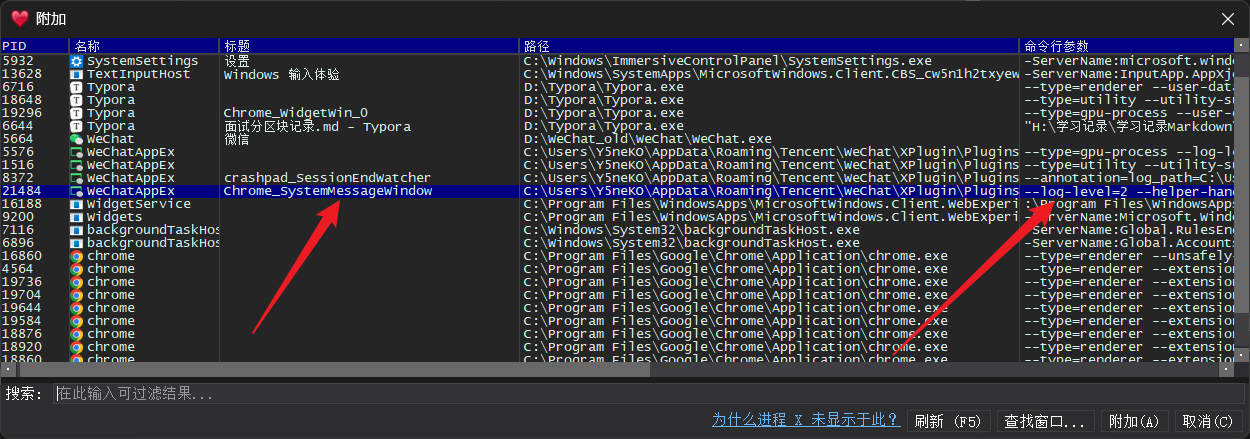 附加
PID 名称 标题 路径 命令行参数
5932 SystemSettings 设置 C:\Windows\ImmersiveControlPanel\SystemSettings.exe -ServerName:microsoft.windo
13628 TextInputHost Windows 输入体验 C:\Windows\SystemApps\MicrosoftWindows.Client.CBS_cw5n1h2txyew -ServerName:InputApp.AppXj
6716 Typora D:\Typora\Typora.exe --type=renderer --user-dat
18648 Typora D:\Typora\Typora.exe --type=utility --utility-su
19296 Typora Chrome_WidgetWin_0 D:\Typora\Typora.exe --type=gpu-process --user-d
6644 Typora 面试分区块记录.md - Typora D:\Typora\Typora.exe "H:\学习记录\学习记录Markdown
5664 WeChat 微信 D:\WeChat_old\WeChat\WeChat.exe
5576 WeChatAppEx C:\Users\Y5neKO\AppData\Roaming\Tencent\WeChat\XPlugin\Plugins --type=gpu-process --log-l
1516 WeChatAppEx C:\Users\Y5neKO\AppData\Roaming\Tencent\WeChat\XPlugin\Plugins --type=utility --utility-su
8372 WeChatAppEx crashpad_SessionEndWatcher C:\Users\Y5neKO\AppData\Roaming\Tencent\WeChat\XPlugin\Plugins --annotation=log_path=C:\U
21484 WeChatAppEx Chrome_SystemMessageWindow C:\Users\Y5neKO\AppData\Roaming\Tencent\WeChat\XPlugin\Plugins --log-level=2 --helper-han
16188 WidgetService C:\Program Files\WindowsApps\MicrosoftWindows.Client.WebExperi :\Program Files\WindowsApp
9200 Widgets C:\Program Files\WindowsApps\MicrosoftWindows.Client.WebExperi -ServerName:Microsoft.Wind
7116 backgroundTaskHos C:\Windows\System32\backgroundTaskHost.exe -ServerName:Global.RulesEn
6896 backgroundTaskHos C:\Windows\System32\backgroundTaskHost.exe -ServerName:Global.Account
16860 chrome C:\Program Files\Google\Chrome\Application\chrome.exe --type=renderer --unsafely-
4564 chrome C:\Program Files\Google\Chrome\Application\chrome.exe --type=renderer --extension
19736 chrome C:\Program Files\Google\Chrome\Application\chrome.exe --type=renderer --extension
19704 chrome C:\Program Files\Google\Chrome\Application\chrome.exe --type=renderer --extension
19644 chrome C:\Program Files\Google\Chrome\Application\chrome.exe --type=renderer --extension
19584 chrome C:\Program Files\Google\Chrome\Application\chrome.exe --type=renderer --extension
18876 chrome C:\Program Files\Google\Chrome\Application\chrome.exe --type=renderer --extension
18920 chrome C:\Program Files\Google\Chrome\Application\chrome.exe --type=renderer --extension
18860 chrome C:\Program Files\Google\Chrome\Application\chrome.exe --type=renderer --extension
搜索: 在此输入可过滤结果...
为什么进程 X 未显示于此? 刷新 (F5) 查找窗口... 附加(A) 取消(C)